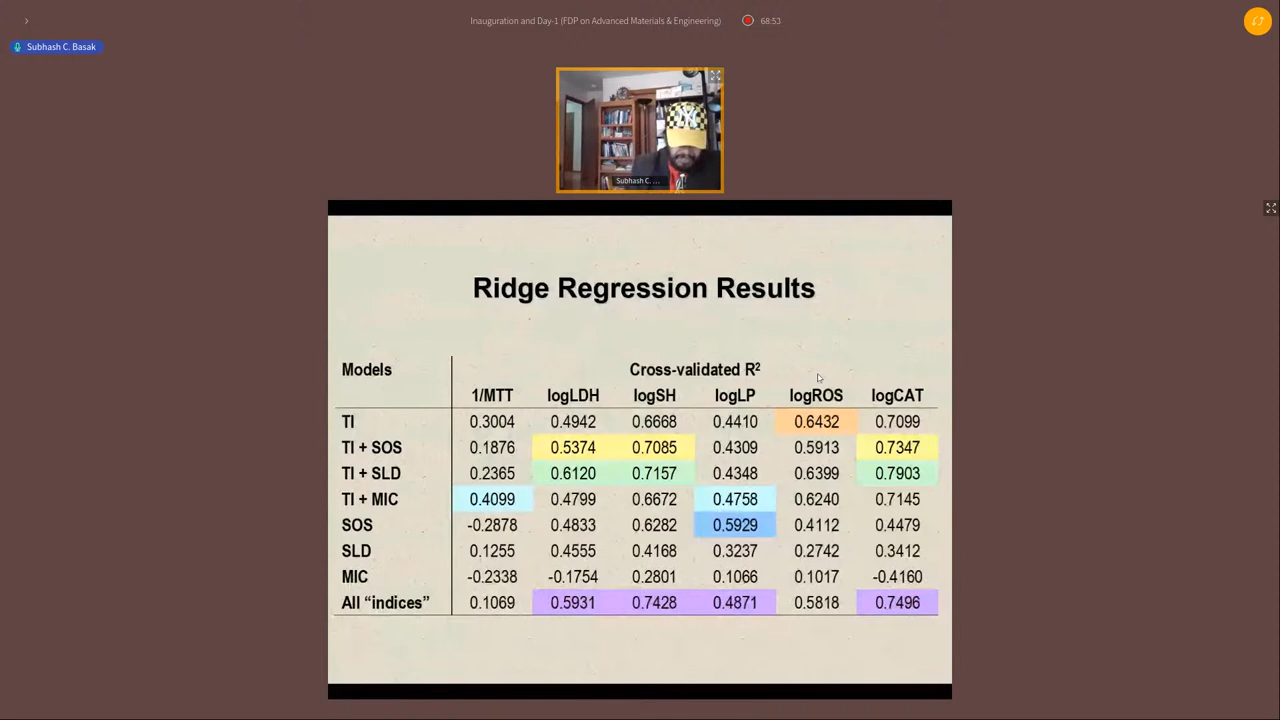 Inauguration and Day-1 (FDP on Advanced Materials & Engineering) 68:53
Subhash C. Basak
NY
Subhash C. ...
Ridge Regression Results
Models Cross-validated R²
1/MTT logLDH logSH logLP logROS logCAT
TI 0.3004 0.4942 0.6668 0.4410 0.6432 0.7099
TI + SOS 0.1876 0.5374 0.7085 0.4309 0.5913 0.7347
TI + SLD 0.2365 0.6120 0.7157 0.4348 0.6399 0.7903
TI + MIC 0.4099 0.4799 0.6672 0.4758 0.6240 0.7145
SOS -0.2878 0.4833 0.6282 0.5929 0.4112 0.4479
SLD 0.1255 0.4555 0.4168 0.3237 0.2742 0.3412
MIC -0.2338 -0.1754 0.2801 0.1066 0.1017 -0.4160
All “indices” 0.1069 0.5931 0.7428 0.4871 0.5818 0.7496